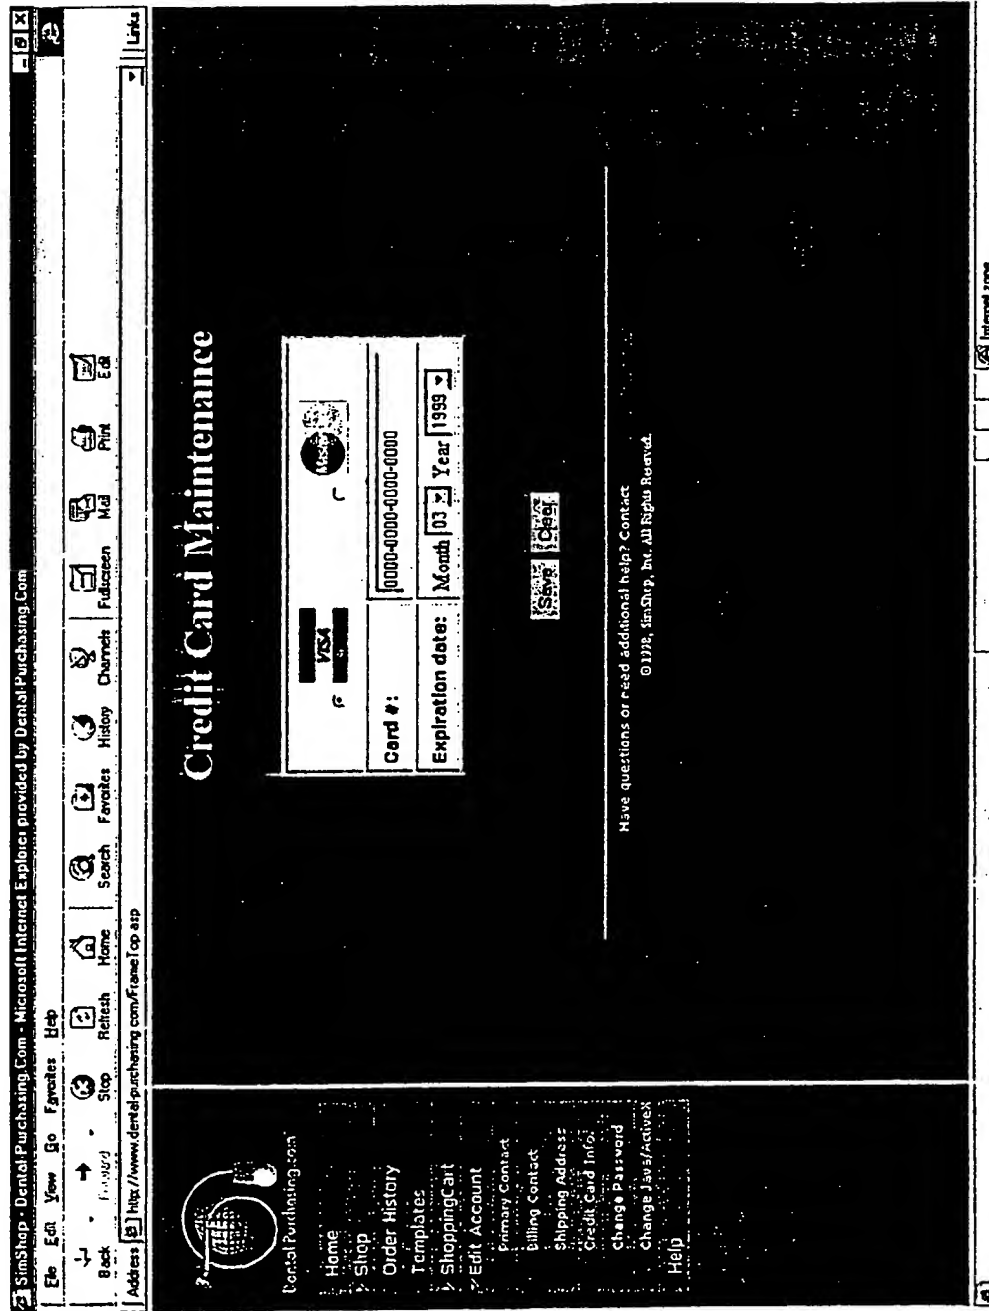 SimShop - Dental-Purchasing.Com - Microsoft Internet Explorer provided by Dental-Purchasing.Com
File Edit View Go Favorites Help
Back Forward Stop Refresh Home Search Favorites History Channels Fullscreen Mail Print Edit
Address http://www.dental-purchasing.com/FrameTop.asp Links
DentalPurchasing.com
Home
Shop
Order History
Templates
ShoppingCart
Edit Account
Primary Contact
Billing Contact
Shipping Address
Credit Card Info.
Change Password
Change Java/ActiveX
Help
Credit Card Maintenance
VISA
Card #: 0000-0000-0000-0000
Expiration date: Month 03 Year 1999
Save Clear
Have questions or need additional help? Contact
©1998, SimShop, Inc. All Rights Reserved.
Internet zone